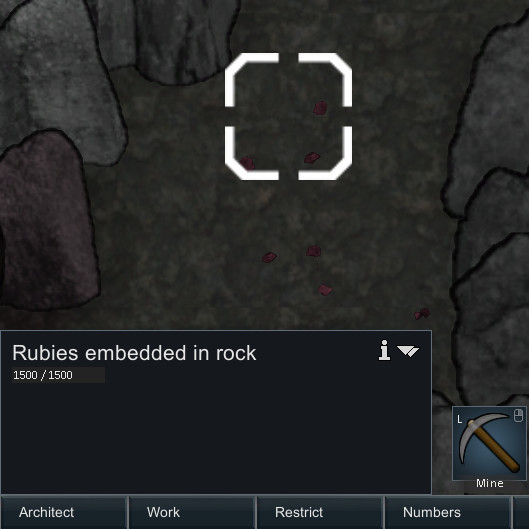 Rubies embedded in rock
1500 / 1500
L
Mine
Architect
Work
Restrict
Numbers